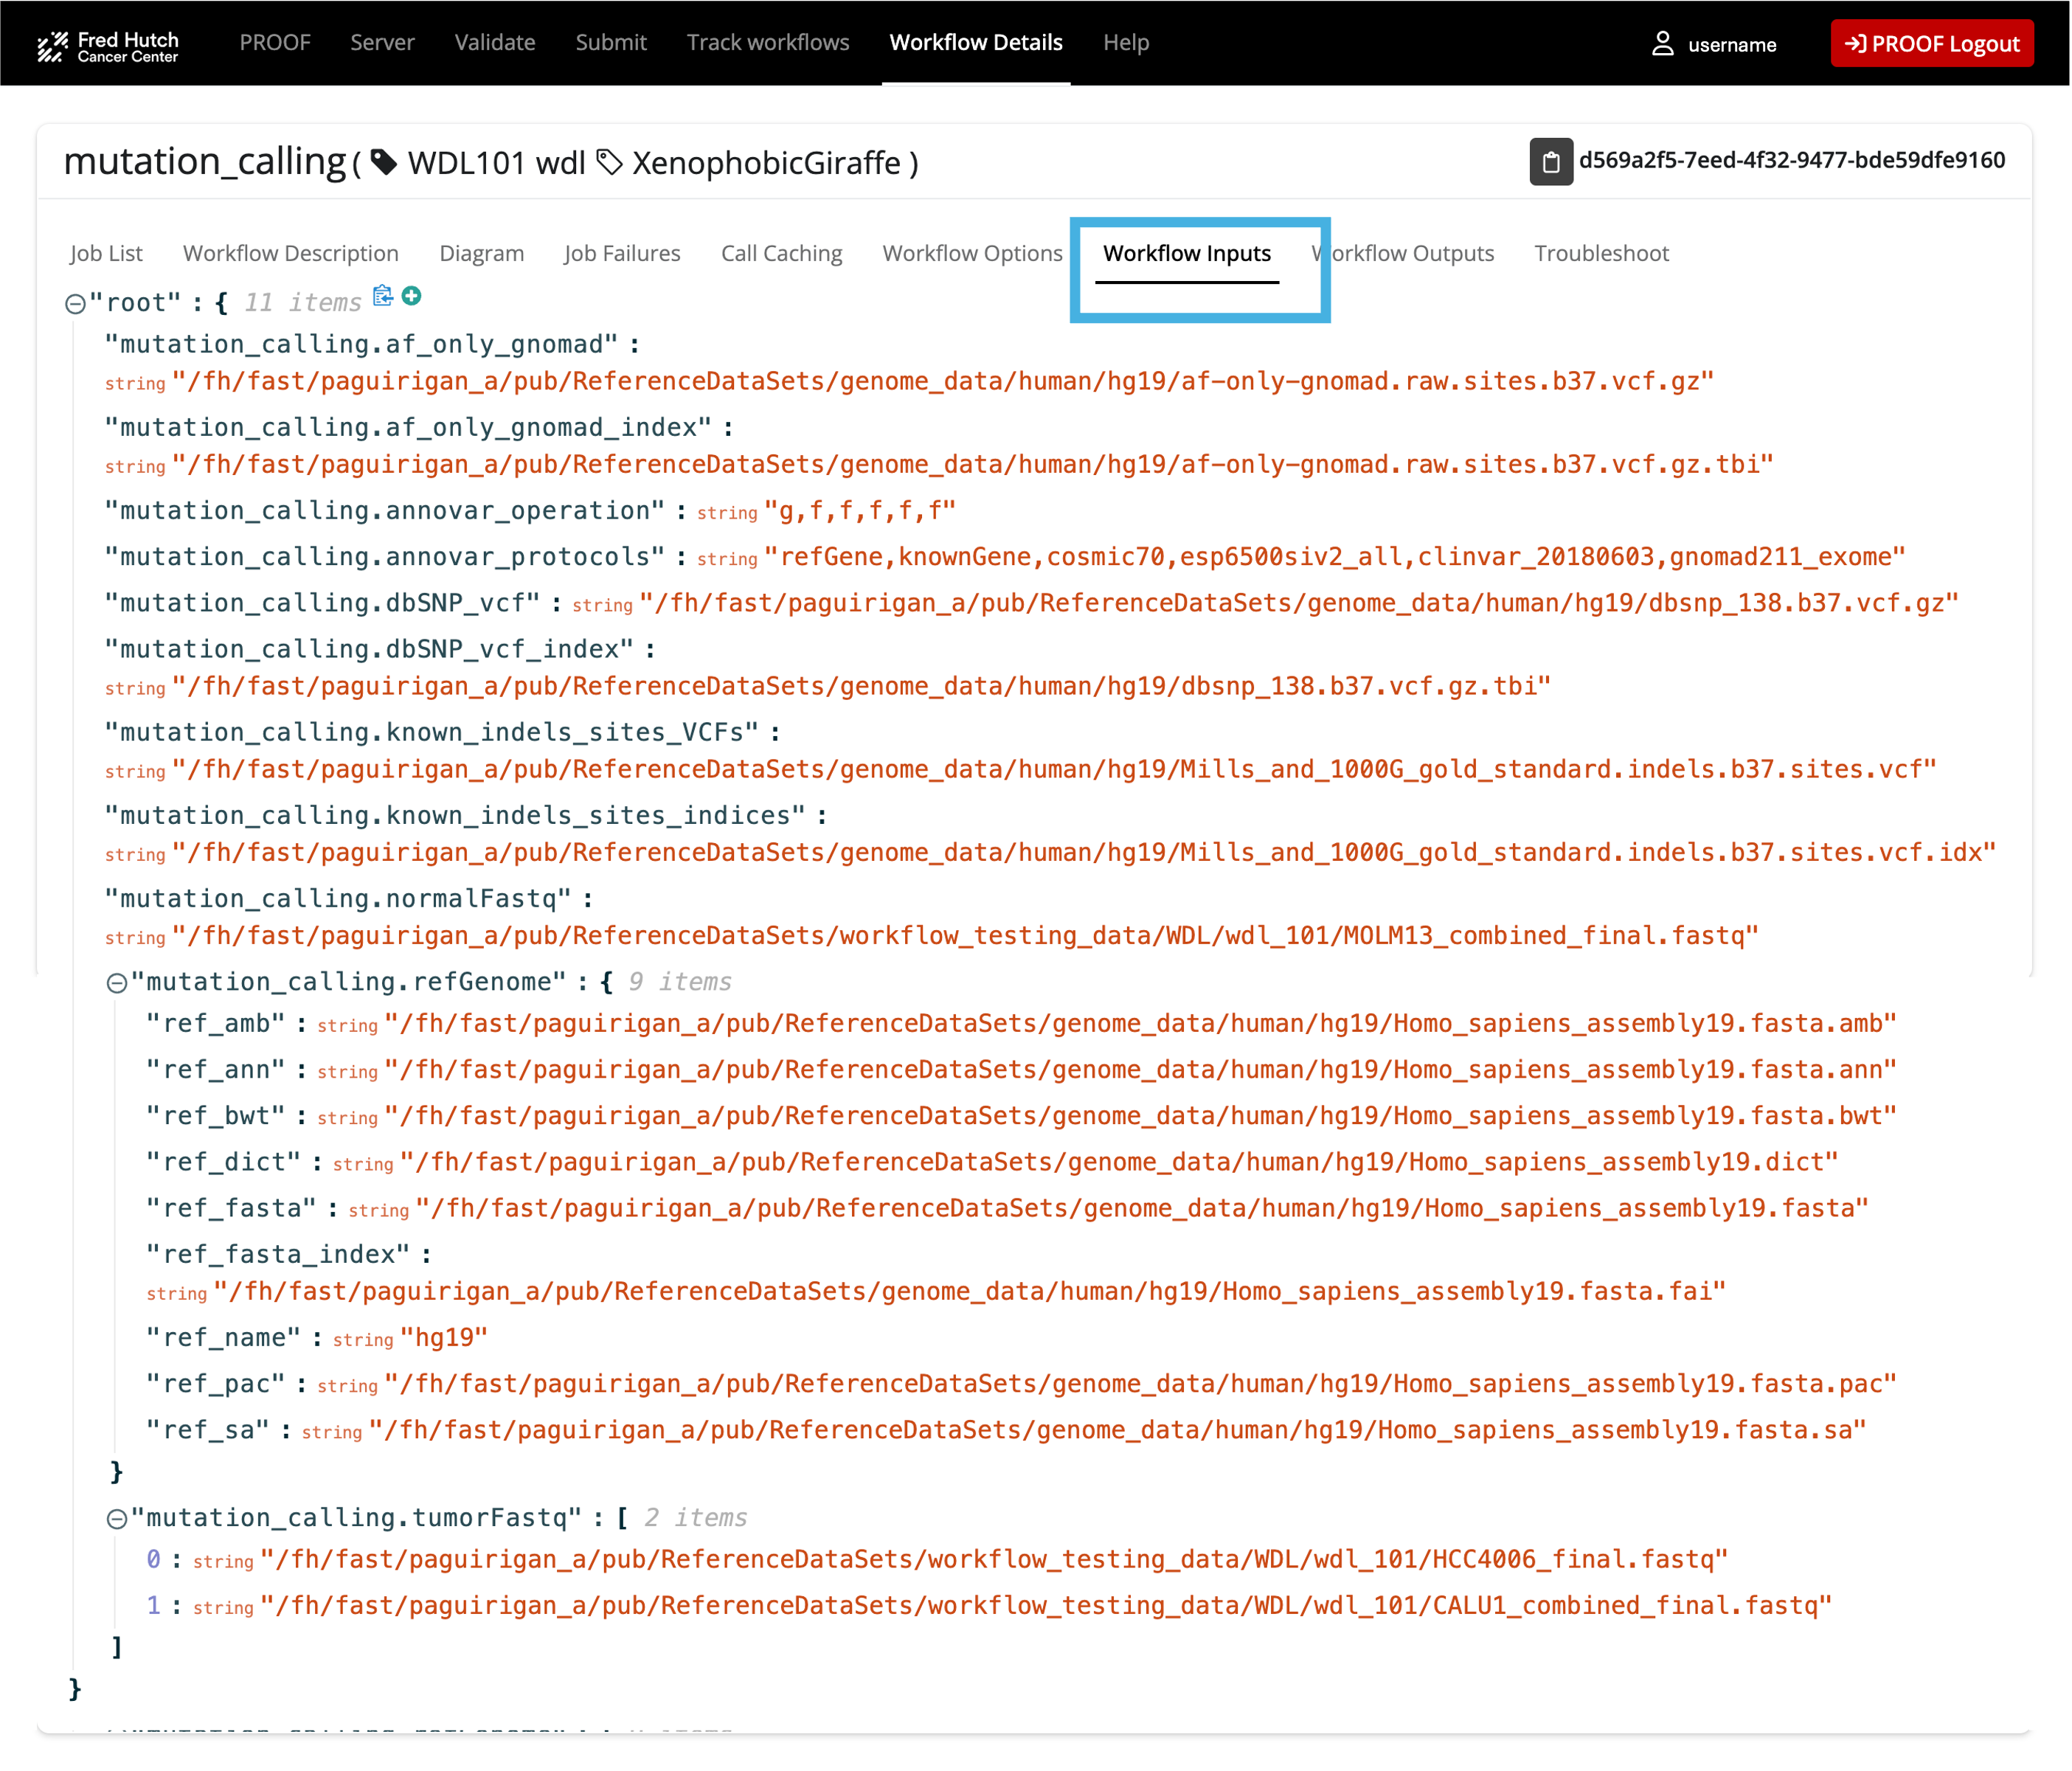 Fred Hutch
Cancer Center
PROOF Server Validate Submit Track workflows Workflow Details Help
username
PROOF Logout
mutation_calling ( WDL101 wdl XenophobicGiraffe )
d569a2f5-7eed-4f32-9477-bde59dfe9160
Job List Workflow Description Diagram Job Failures Call Caching Workflow Options Workflow Inputs Workflow Outputs Troubleshoot
"root" : { 11 items
"mutation_calling.af_only_gnomad" :
string "/fh/fast/paguirigan_a/pub/ReferenceDataSets/genome_data/human/hg19/af-only-gnomad.raw.sites.b37.vcf.gz"
"mutation_calling.af_only_gnomad_index" :
string "/fh/fast/paguirigan_a/pub/ReferenceDataSets/genome_data/human/hg19/af-only-gnomad.raw.sites.b37.vcf.gz.tbi"
"mutation_calling.annovar_operation" : string "g,f,f,f,f,f"
"mutation_calling.annovar_protocols" : string "refGene,knownGene,cosmic70,esp6500siv2_all,clinvar_20180603,gnomad211_exome"
"mutation_calling.dbSNP_vcf" : string "/fh/fast/paguirigan_a/pub/ReferenceDataSets/genome_data/human/hg19/dbsnp_138.b37.vcf.gz"
"mutation_calling.dbSNP_vcf_index" :
string "/fh/fast/paguirigan_a/pub/ReferenceDataSets/genome_data/human/hg19/dbsnp_138.b37.vcf.gz.tbi"
"mutation_calling.known_indels_sites_VCFs" :
string "/fh/fast/paguirigan_a/pub/ReferenceDataSets/genome_data/human/hg19/Mills_and_1000G_gold_standard.indels.b37.sites.vcf"
"mutation_calling.known_indels_sites_indices" :
string "/fh/fast/paguirigan_a/pub/ReferenceDataSets/genome_data/human/hg19/Mills_and_1000G_gold_standard.indels.b37.sites.vcf.idx"
"mutation_calling.normalFastq" :
string "/fh/fast/paguirigan_a/pub/ReferenceDataSets/workflow_testing_data/WDL/wdl_101/MOLM13_combined_final.fastq"
"mutation_calling.refGenome" : { 9 items
"ref_amb" : string "/fh/fast/paguirigan_a/pub/ReferenceDataSets/genome_data/human/hg19/Homo_sapiens_assembly19.fasta.amb"
"ref_ann" : string "/fh/fast/paguirigan_a/pub/ReferenceDataSets/genome_data/human/hg19/Homo_sapiens_assembly19.fasta.ann"
"ref_bwt" : string "/fh/fast/paguirigan_a/pub/ReferenceDataSets/genome_data/human/hg19/Homo_sapiens_assembly19.fasta.bwt"
"ref_dict" : string "/fh/fast/paguirigan_a/pub/ReferenceDataSets/genome_data/human/hg19/Homo_sapiens_assembly19.dict"
"ref_fasta" : string "/fh/fast/paguirigan_a/pub/ReferenceDataSets/genome_data/human/hg19/Homo_sapiens_assembly19.fasta"
"ref_fasta_index" :
string "/fh/fast/paguirigan_a/pub/ReferenceDataSets/genome_data/human/hg19/Homo_sapiens_assembly19.fasta.fai"
"ref_name" : string "hg19"
"ref_pac" : string "/fh/fast/paguirigan_a/pub/ReferenceDataSets/genome_data/human/hg19/Homo_sapiens_assembly19.fasta.pac"
"ref_sa" : string "/fh/fast/paguirigan_a/pub/ReferenceDataSets/genome_data/human/hg19/Homo_sapiens_assembly19.fasta.sa"
}
"mutation_calling.tumorFastq" : [ 2 items
0 : string "/fh/fast/paguirigan_a/pub/ReferenceDataSets/workflow_testing_data/WDL/wdl_101/HCC4006_final.fastq"
1 : string "/fh/fast/paguirigan_a/pub/ReferenceDataSets/workflow_testing_data/WDL/wdl_101/CALU1_combined_final.fastq"
]
}